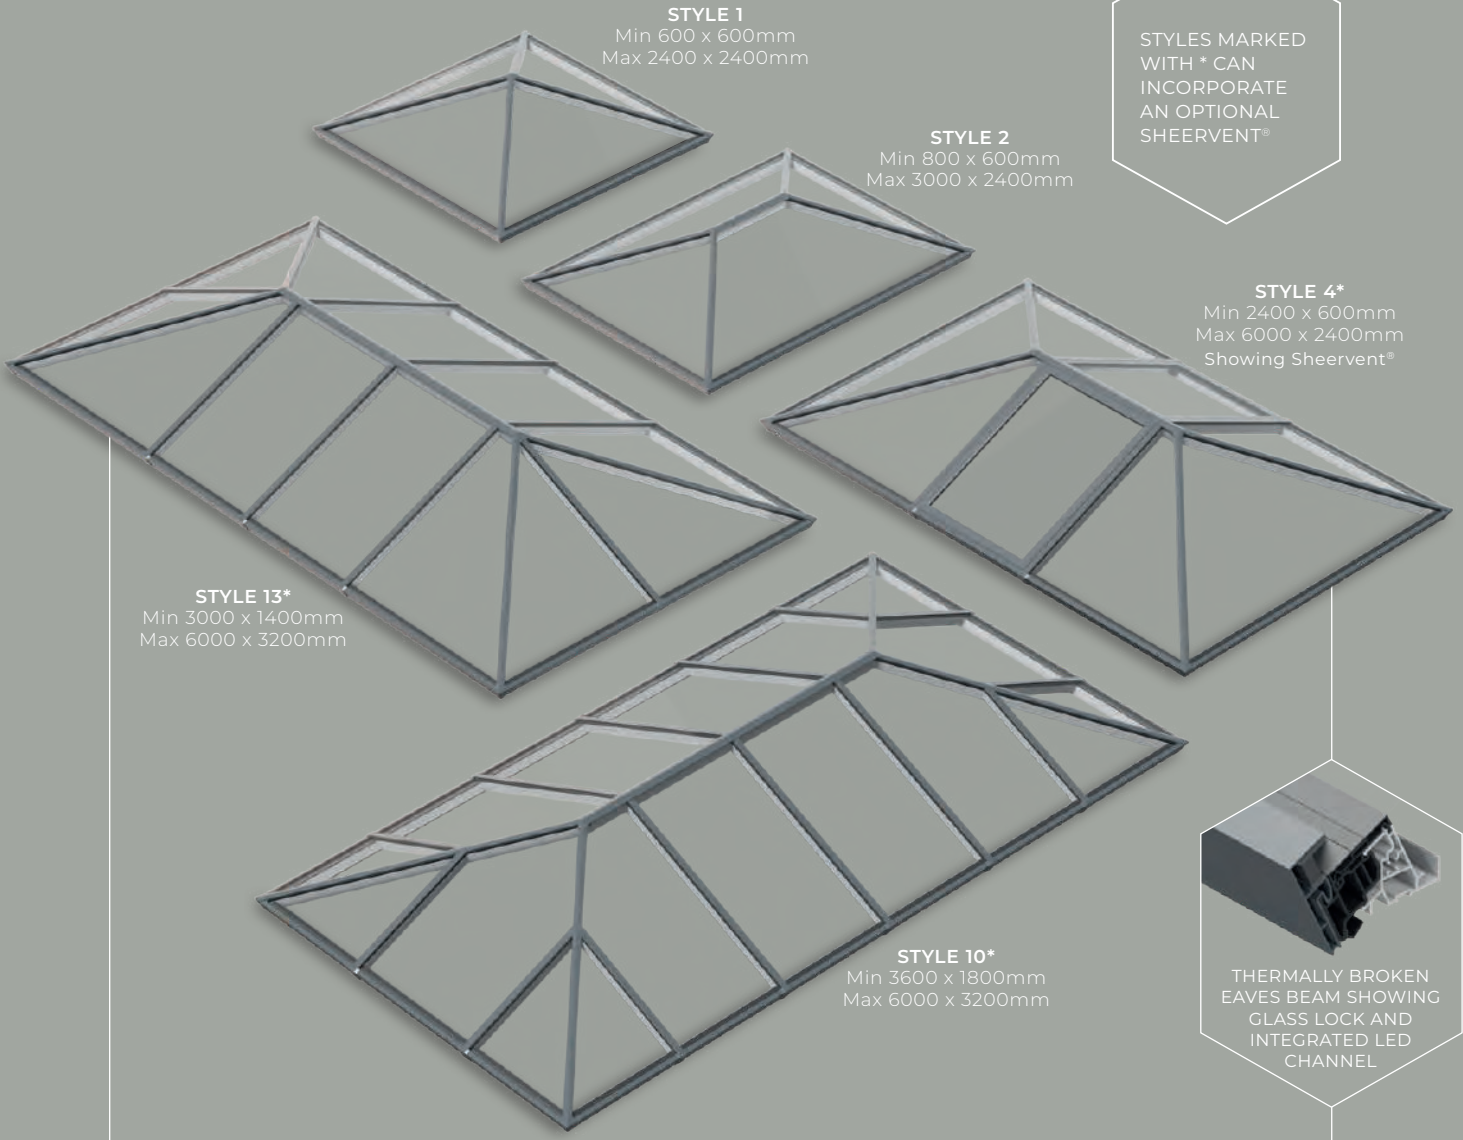 STYLE 1
Min 600 x 600mm
Max 2400 x 2400mm
STYLES MARKED
WITH * CAN
INCORPORATE
AN OPTIONAL
SHEERVENT®
STYLE 2
Min 800 x 600mm
Max 3000 x 2400mm
STYLE 4*
Min 2400 x 600mm
Max 6000 x 2400mm
Showing Sheervent®
STYLE 13*
Min 3000 x 1400mm
Max 6000 x 3200mm
STYLE 10*
Min 3600 x 1800mm
Max 6000 x 3200mm
THERMALLY BROKEN
EAVES BEAM SHOWING
GLASS LOCK AND
INTEGRATED LED
CHANNEL